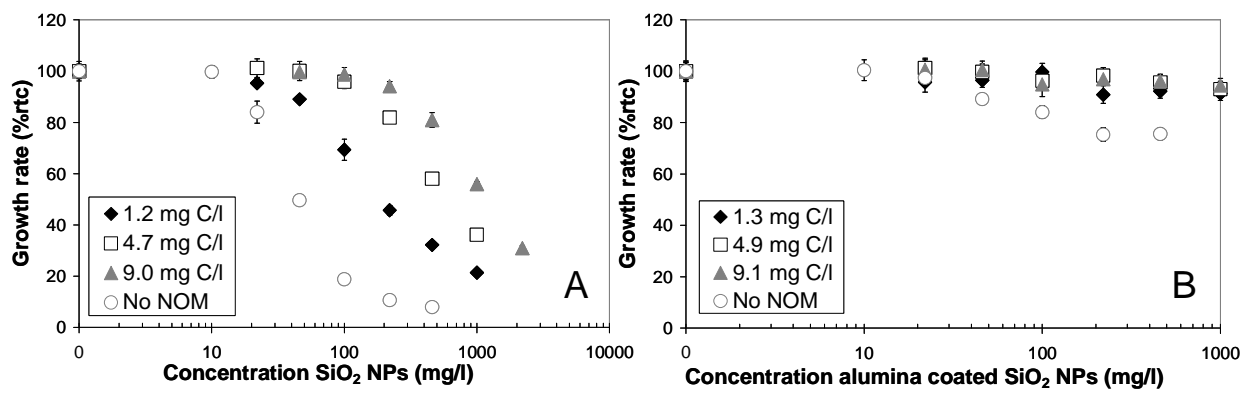 120
100
80
60
40
20
0
Growth rate (%rtc)
1.2 mg C/l
4.7 mg C/l
9.0 mg C/l
No NOM
A
0 10 100 1000 10000
Concentration SiO₂ NPs (mg/l)
120
100
80
60
40
20
0
Growth rate (%rtc)
1.3 mg C/l
4.9 mg C/l
9.1 mg C/l
No NOM
B
0 10 100 1000
Concentration alumina coated SiO₂ NPs (mg/l)